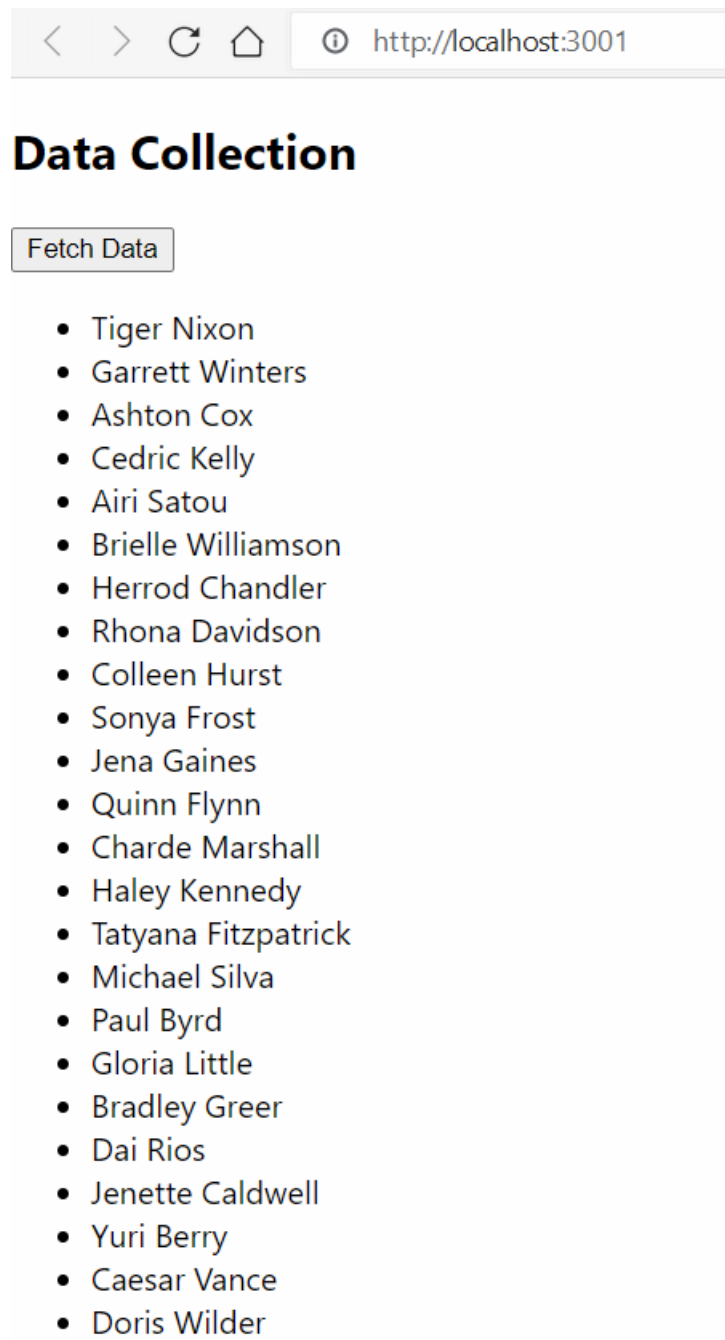 http://localhost:3001
Data Collection
Fetch Data
Tiger Nixon
Garrett Winters
Ashton Cox
Cedric Kelly
Airi Satou
Brielle Williamson
Herrod Chandler
Rhona Davidson
Colleen Hurst
Sonya Frost
Jena Gaines
Quinn Flynn
Charde Marshall
Haley Kennedy
Tatyana Fitzpatrick
Michael Silva
Paul Byrd
Gloria Little
Bradley Greer
Dai Rios
Jenette Caldwell
Yuri Berry
Caesar Vance
Doris Wilder